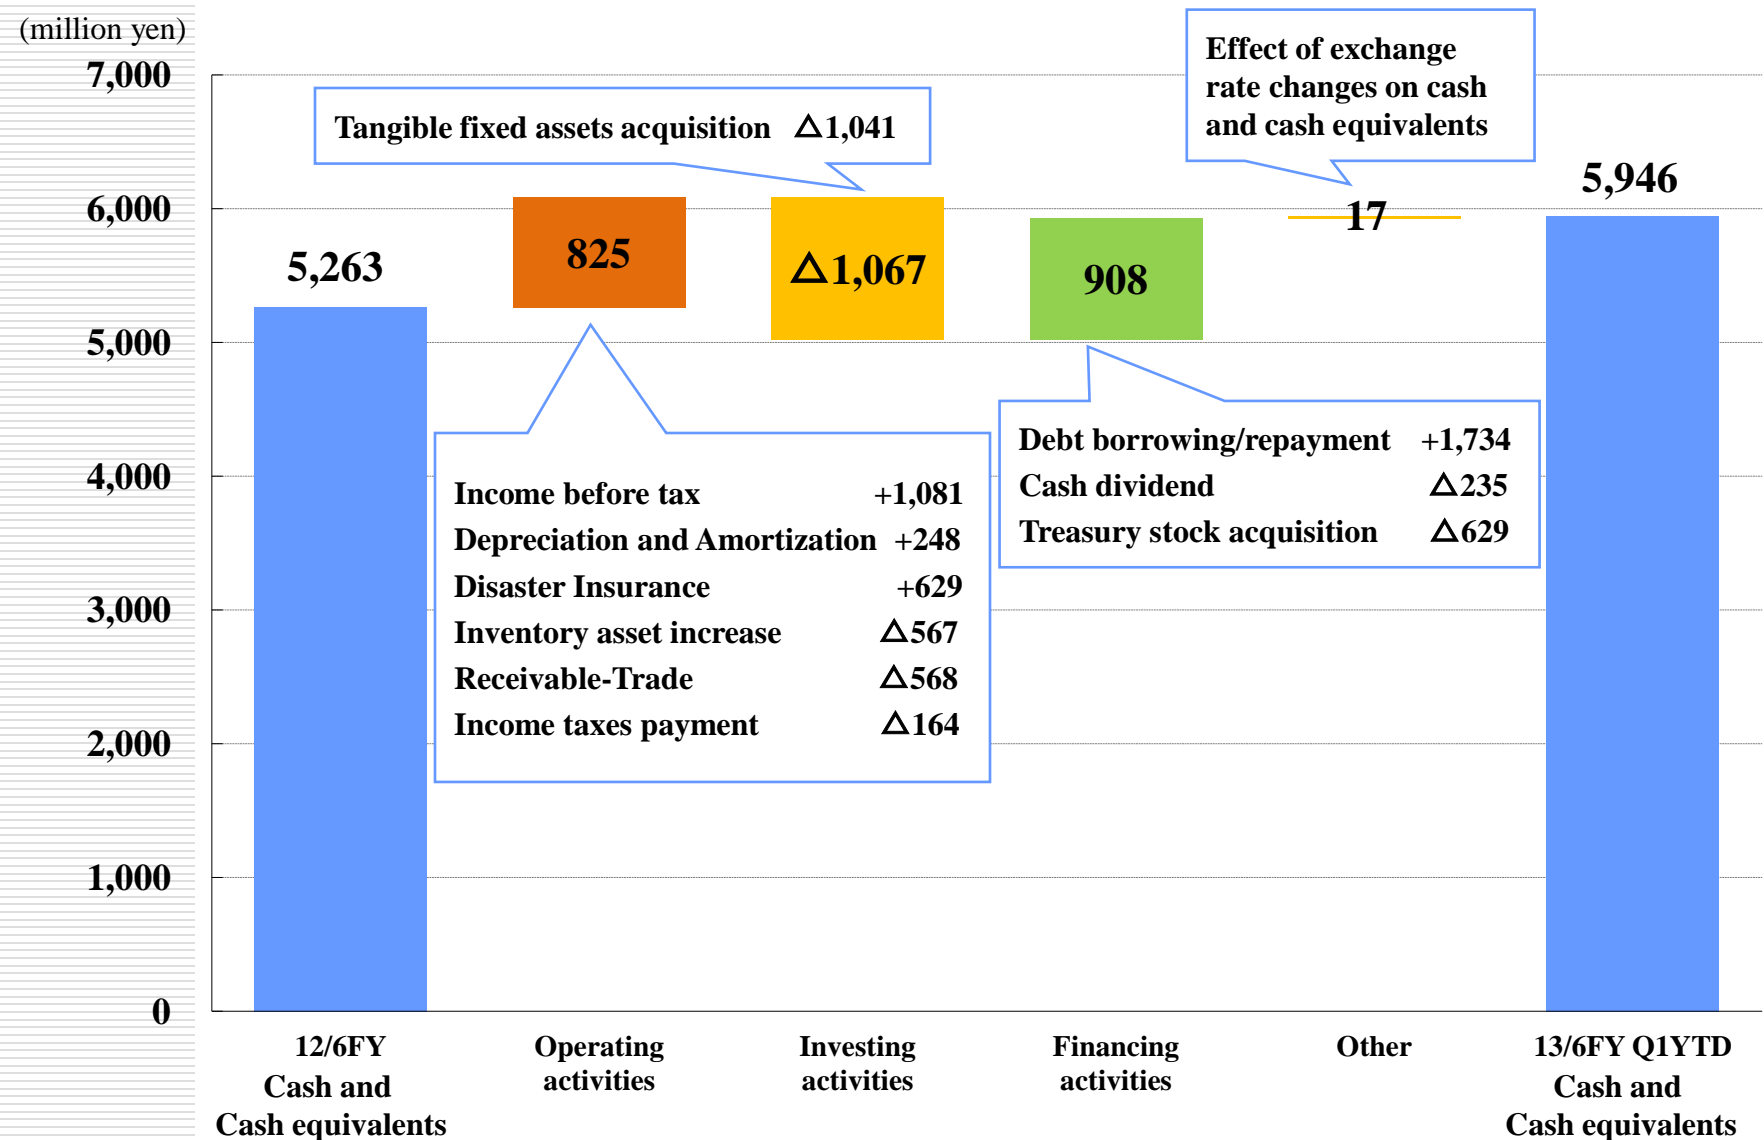 (million yen)
7,000
6,000
5,000
4,000
3,000
2,000
1,000
0
Tangible fixed assets acquisition △1,041
Effect of exchange
rate changes on cash
and cash equivalents
5,263
825
△1,067
908
17
5,946
Income before tax +1,081
Depreciation and Amortization +248
Disaster Insurance +629
Inventory asset increase △567
Receivable-Trade △568
Income taxes payment △164
Debt borrowing/repayment +1,734
Cash dividend △235
Treasury stock acquisition △629
12/6FY
Cash and
Cash equivalents
Operating
activities
Investing
activities
Financing
activities
Other
13/6FY Q1YTD
Cash and
Cash equivalents